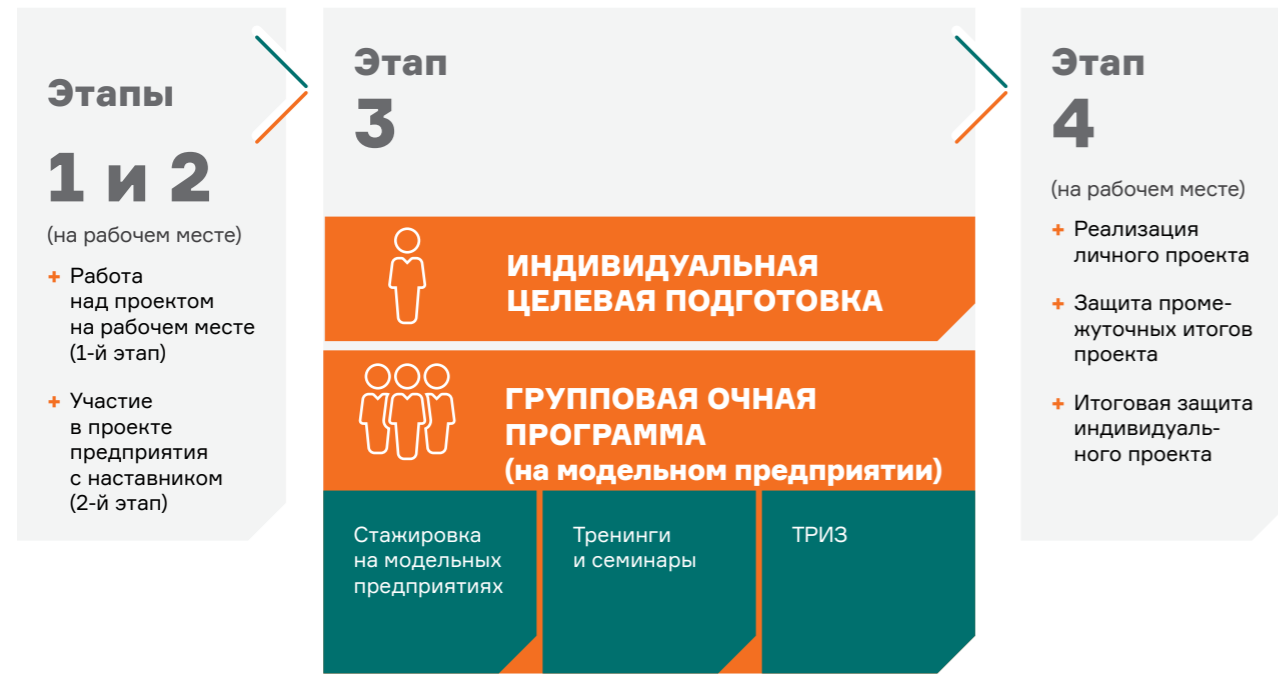 Этапы
1 и 2
(на рабочем месте)
+ Работа
над проектом
на рабочем месте
(1-й этап)
+ Участие
в проекте
предприятия
с наставником
(2-й этап)
Этап
3
ИНДИВИДУАЛЬНАЯ
ЦЕЛЕВАЯ ПОДГОТОВКА
ГРУППОВАЯ ОЧНАЯ
ПРОГРАММА
(на модельном предприятии)
Стажировка
на модельных
предприятиях
Тренинги
и семинары
ТРИЗ
Этап
4
(на рабочем месте)
+ Реализация
личного проекта
+ Защита проме-
жуточных итогов
проекта
+ Итоговая защита
индивидуаль-
ного проекта